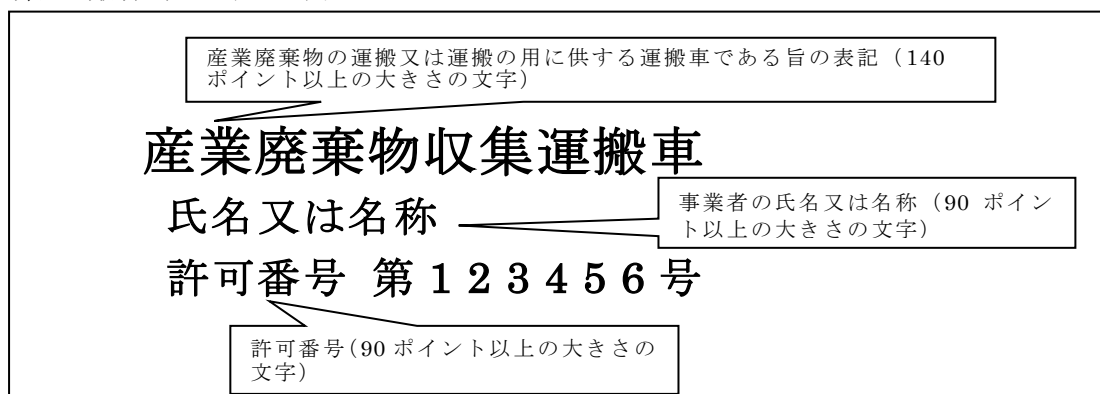 産業廃棄物の運搬又は運搬の用に供する運搬車である旨の表記（140
ポイント以上の大きさの文字）
産業廃棄物収集運搬車
氏名又は名称
事業者の氏名又は名称（90 ポイン
ト以上の大きさの文字）
許可番号 第１２３４５６号
許可番号（90 ポイント以上の大きさの
文字）